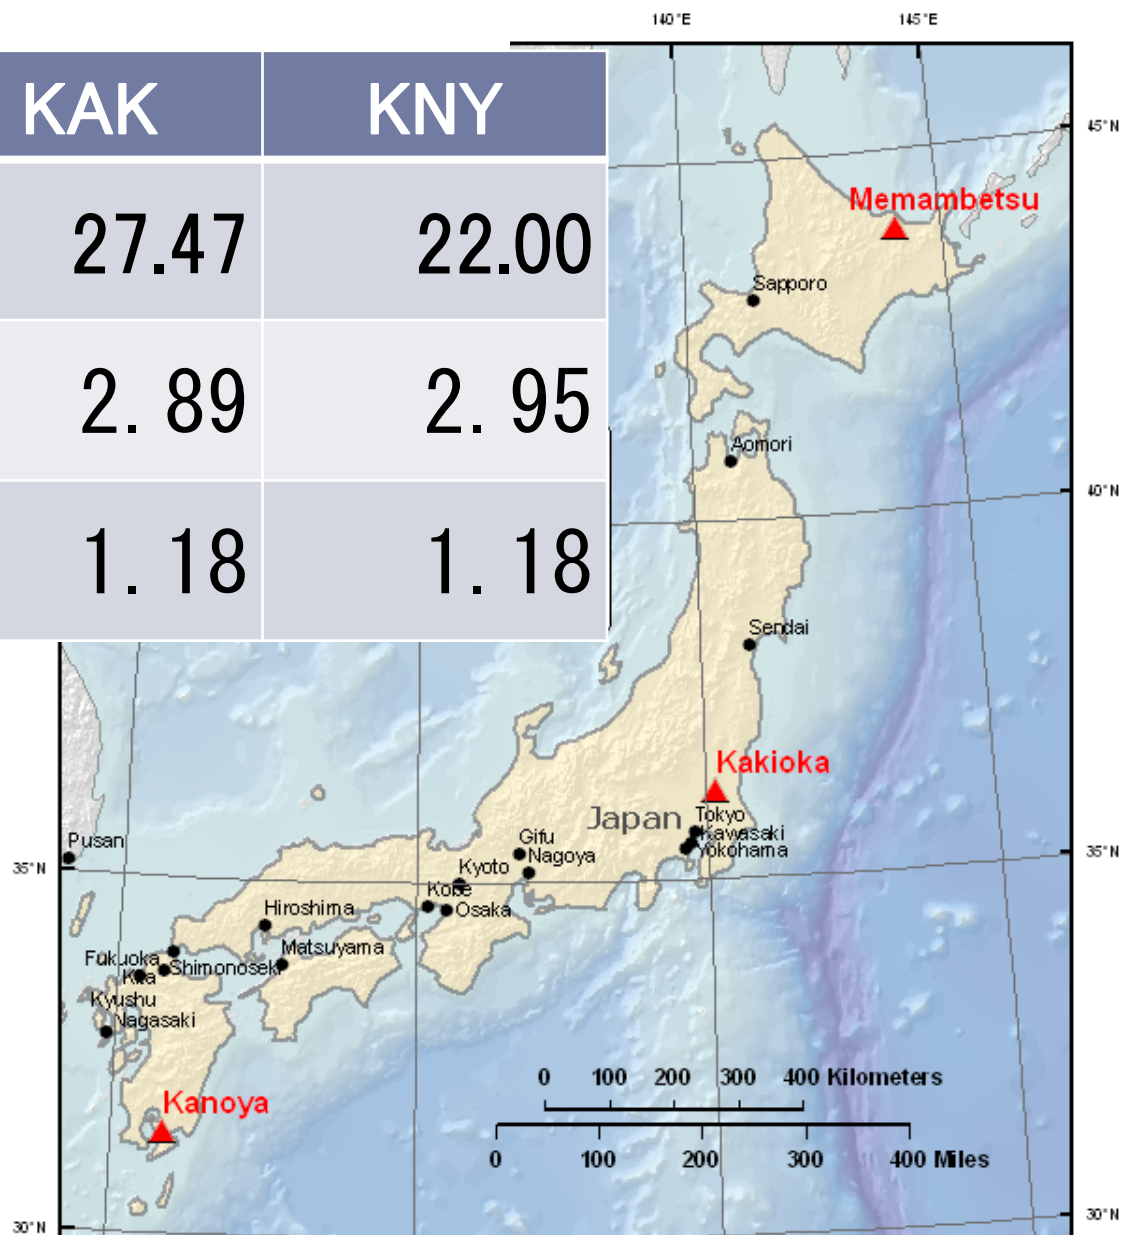 140°E 145°E
KAK KNY
45°N
27.47 22.00
Memambetsu
Sapporo
2.89 2.95
Aomori
40°N
1.18 1.18
Sendai
Kakioka
Japan
Tokyo
Kawasaki
Yokohama
Pusan
Gifu
Nagoya
35°N 35°N
Kyoto
Kobe
Osaka
Hiroshima
Matsuyama
Fukuoka
Shimonoseki
Kita
Kyushu
Nagasaki
0 100 200 300 400 Kilometers
Kanoya
0 100 200 300 400 Miles
30°N 30°N